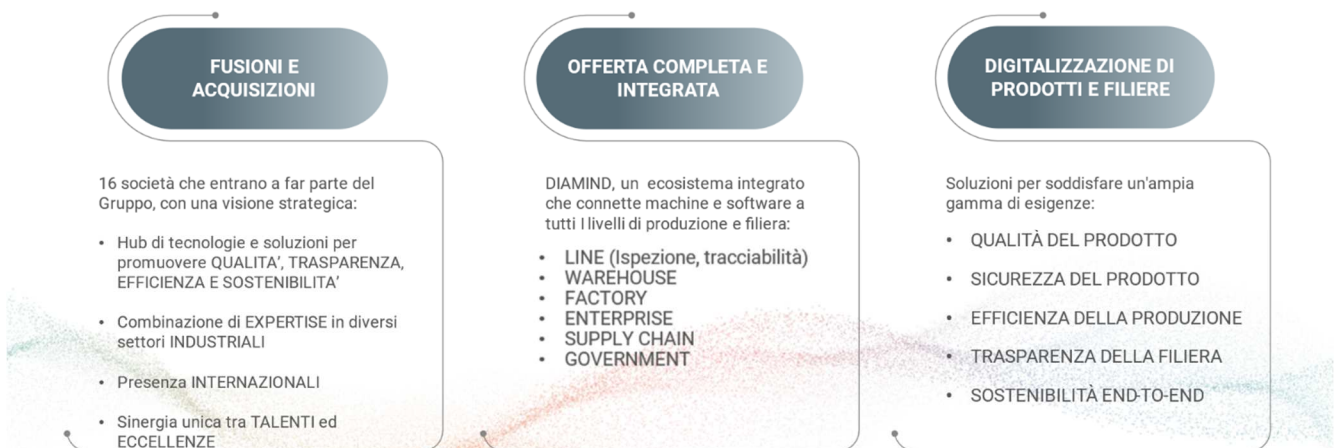 FUSIONI E
ACQUISIZIONI
16 società che entrano a far parte del
Gruppo, con una visione strategica:
• Hub di tecnologie e soluzioni per
promuovere QUALITA’, TRASPARENZA,
EFFICIENZA E SOSTENIBILITA’
• Combinazione di EXPERTISE in diversi
settori INDUSTRIALI
• Presenza INTERNAZIONALI
• Sinergia unica tra TALENTI ed
ECCELLENZE
OFFERTA COMPLETA E
INTEGRATA
DIAMIND, un ecosistema integrato
che connette machine e software a
tutti I livelli di produzione e filiera:
• LINE (Ispezione, tracciabilità)
• WAREHOUSE
• FACTORY
• ENTERPRISE
• SUPPLY CHAIN
• GOVERNMENT
DIGITALIZZAZIONE DI
PRODOTTI E FILIERE
Soluzioni per soddisfare un'ampia
gamma di esigenze:
• QUALITÀ DEL PRODOTTO
• SICUREZZA DEL PRODOTTO
• EFFICIENZA DELLA PRODUZIONE
• TRASPARENZA DELLA FILIERA
• SOSTENIBILITÀ END-TO-END